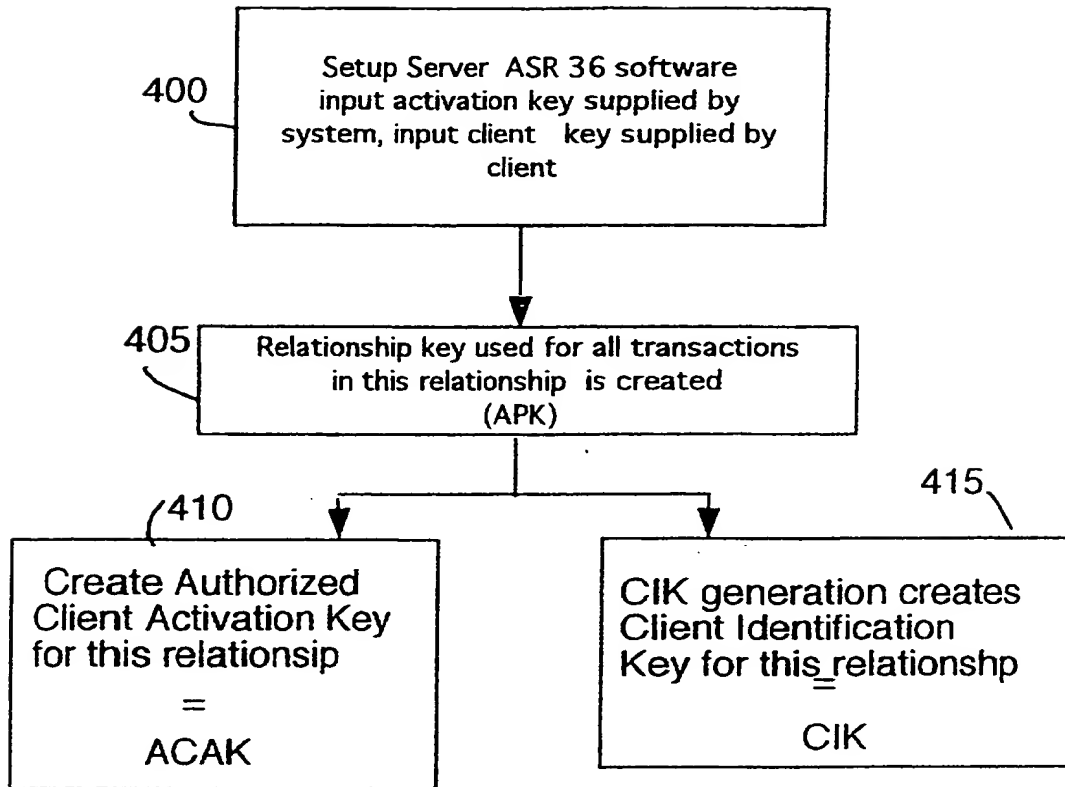 400
Setup Server ASR 36 software
input activation key supplied by
system, input client key supplied by
client
405
Relationship key used for all transactions
in this relationship is created
(APK)
410
Create Authorized
Client Activation Key
for this relationsip
=
ACAK
415
CIK generation creates
Client Identification
Key for this relationshp
=
CIK